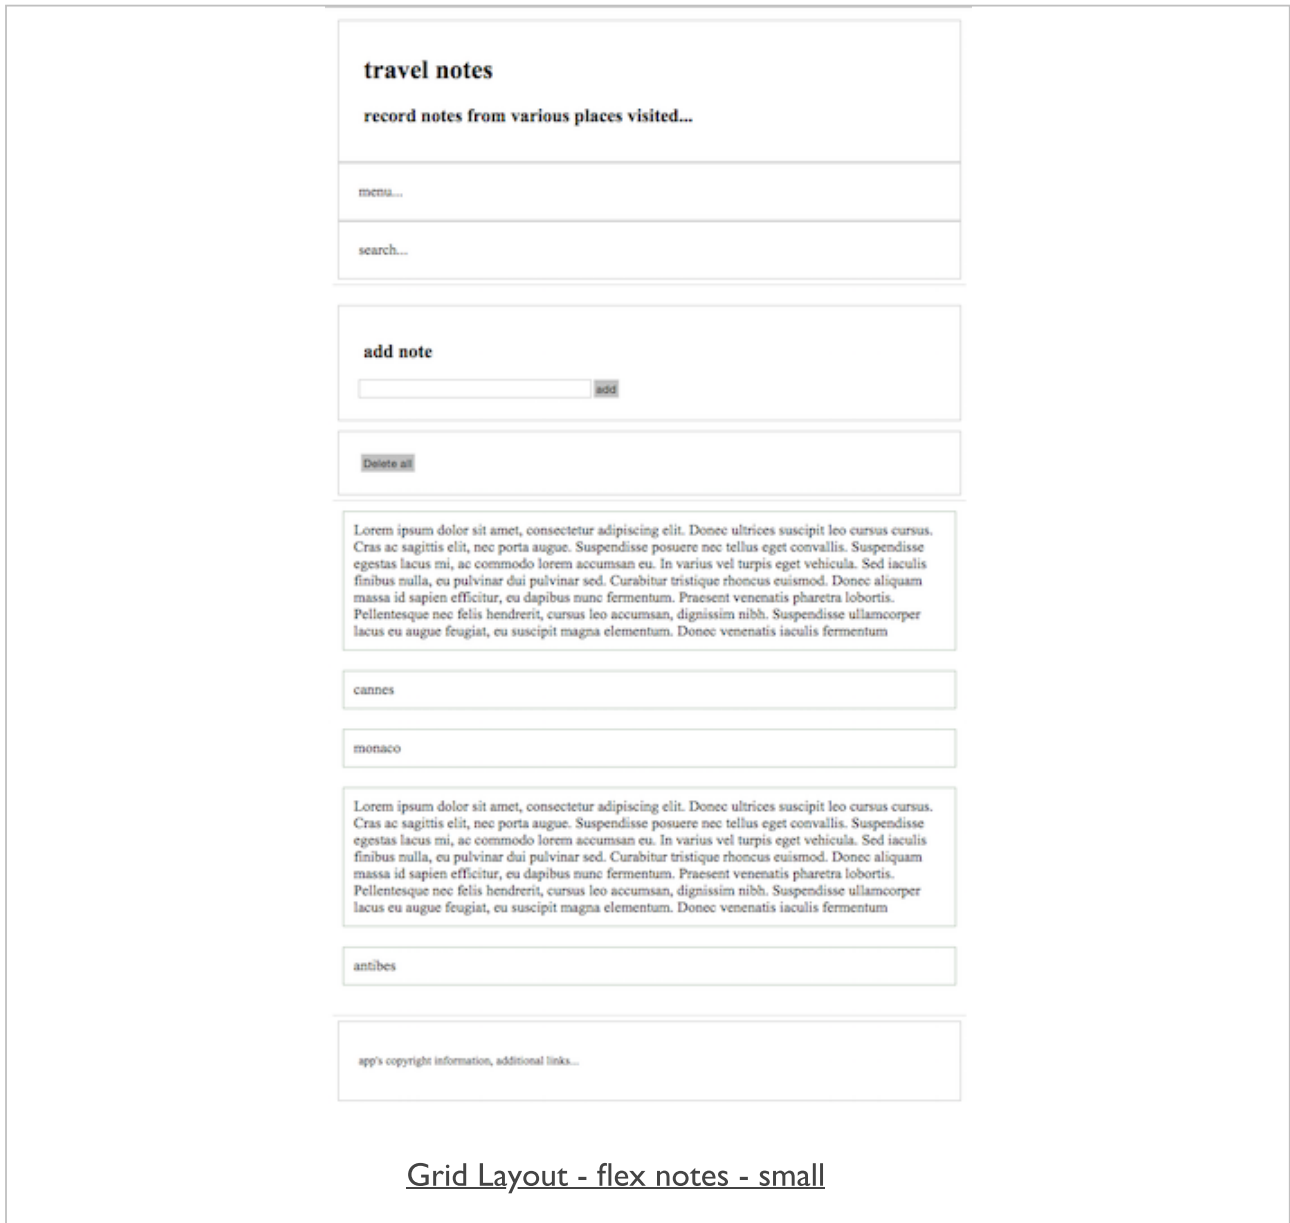 travel notes
record notes from various places visited...
menu...
search...
add note
add
Delete all
Lorem ipsum dolor sit amet, consectetur adipiscing elit. Donec ultrices suscipit leo cursus cursus.
Cras ac sagittis elit, nec porta augue. Suspendisse posuere nec tellus eget convallis. Suspendisse
egestas lacus mi, ac commodo lorem accumsan eu. In varius vel turpis eget vehicula. Sed iaculis
finibus nulla, eu pulvinar dui pulvinar sed. Curabitur tristique rhoncus euismod. Donec aliquam
massa id sapien efficitur, eu dapibus nunc fermentum. Praesent venenatis pharetra lobortis.
Pellentesque nec felis hendrerit, cursus leo accumsan, dignissim nibh. Suspendisse ullamcorper
lacus eu augue feugiat, eu suscipit magna elementum. Donec venenatis iaculis fermentum
cannes
monaco
Lorem ipsum dolor sit amet, consectetur adipiscing elit. Donec ultrices suscipit leo cursus cursus.
Cras ac sagittis elit, nec porta augue. Suspendisse posuere nec tellus eget convallis. Suspendisse
egestas lacus mi, ac commodo lorem accumsan eu. In varius vel turpis eget vehicula. Sed iaculis
finibus nulla, eu pulvinar dui pulvinar sed. Curabitur tristique rhoncus euismod. Donec aliquam
massa id sapien efficitur, eu dapibus nunc fermentum. Praesent venenatis pharetra lobortis.
Pellentesque nec felis hendrerit, cursus leo accumsan, dignissim nibh. Suspendisse ullamcorper
lacus eu augue feugiat, eu suscipit magna elementum. Donec venenatis iaculis fermentum
antibes
app's copyright information, additional links...
Grid Layout - flex notes - small